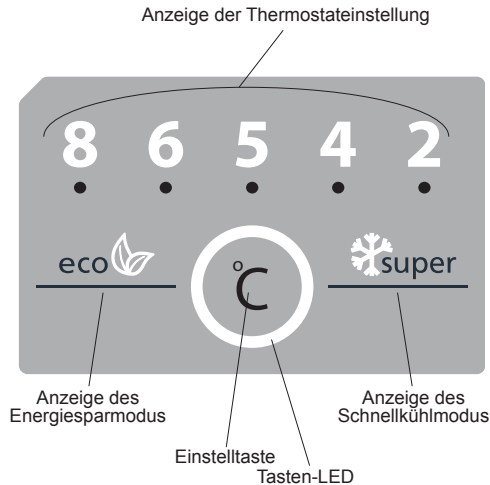 Anzeige der Thermostateinstellung
8 6 5 4 2
eco
°C
super
Anzeige des
Energiesparmodus
Anzeige des
Schnellkühlmodus
Einstelltaste
Tasten-LED